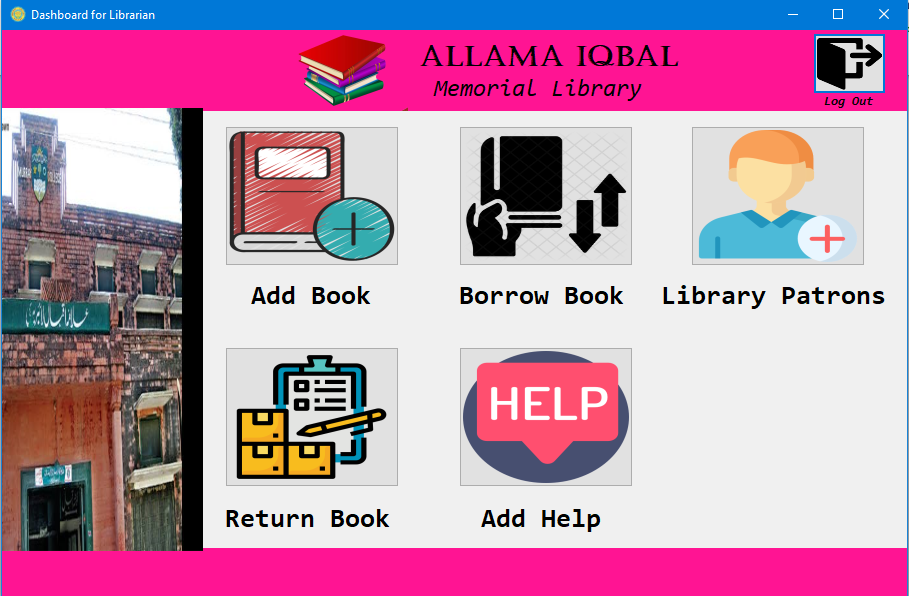 Dashboard for Librarian
ALLAMA IQBAL
Memorial Library
Log Out
Add Book
Borrow Book
Library Patrons
HELP
Return Book
Add Help